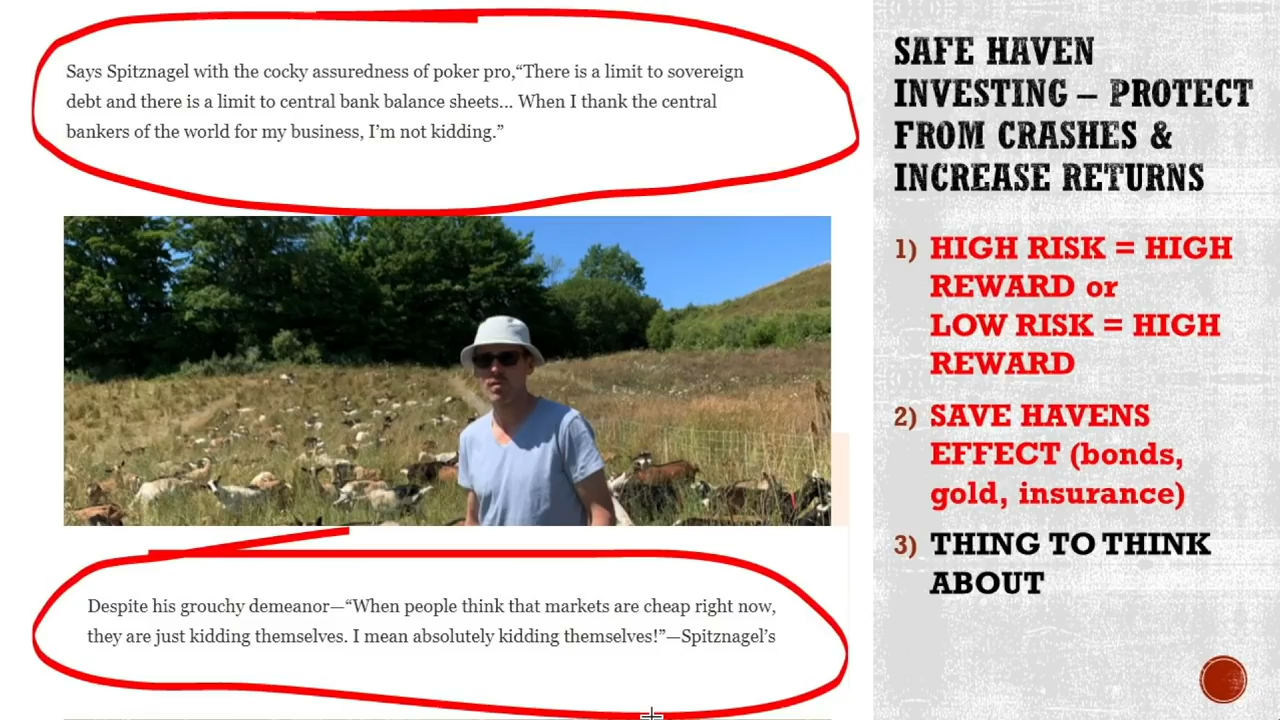 Says Spitznagel with the cocky assuredness of poker pro,“There is a limit to sovereign
debt and there is a limit to central bank balance sheets... When I thank the central
bankers of the world for my business, I’m not kidding.”
Despite his grouchy demeanor—“When people think that markets are cheap right now,
they are just kidding themselves. I mean absolutely kidding themselves!”—Spitznagel’s
SAFE HAVEN
INVESTING – PROTECT
FROM CRASHES &
INCREASE RETURNS
1) HIGH RISK = HIGH
REWARD or
LOW RISK = HIGH
REWARD
2) SAVE HAVENS
EFFECT (bonds,
gold, insurance)
3) THING TO THINK
ABOUT